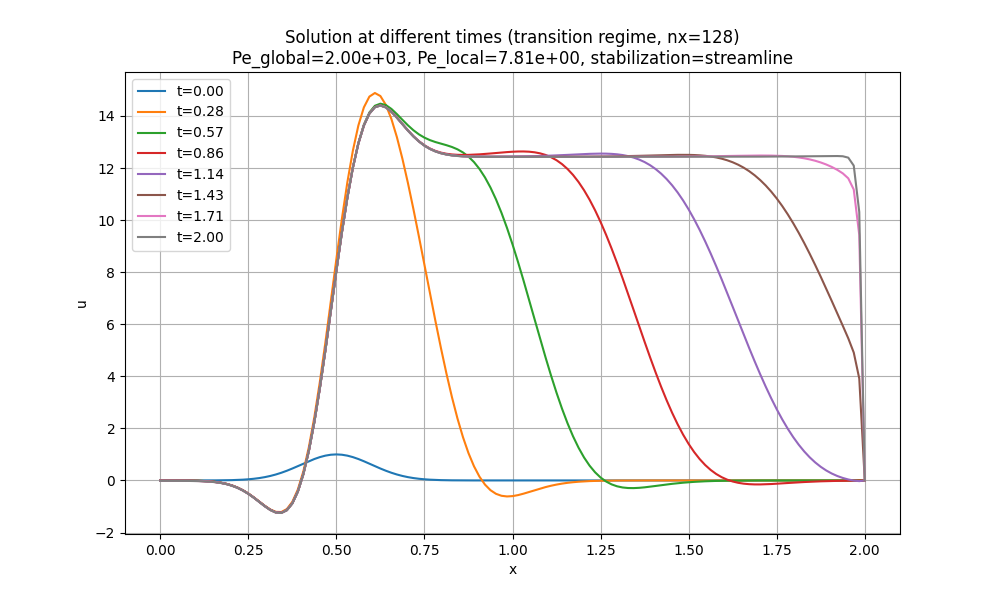 Solution at different times (transition regime, nx=128)
Pe_global=2.00e+03, Pe_local=7.81e+00, stabilization=streamline
t=0.00
t=0.28
t=0.57
t=0.86
t=1.14
t=1.43
t=1.71
t=2.00
14
12
10
8
6
4
2
0
−2
u
0.00 0.25 0.50 0.75 1.00 1.25 1.50 1.75 2.00
x